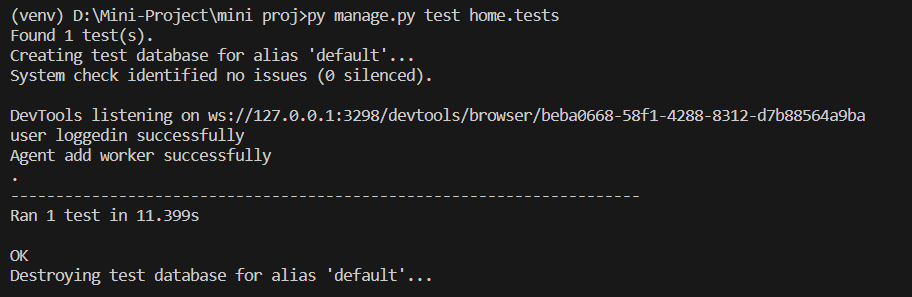 (venv) D:\Mini-Project\mini proj>py manage.py test home.tests
Found 1 test(s).
Creating test database for alias 'default'...
System check identified no issues (0 silenced).
DevTools listening on ws://127.0.0.1:3298/devtools/browser/beba0668-58f1-4288-8312-d7b88564a9ba
user loggedin successfully
Agent add worker successfully
.
----------------------------------------------------------------------
Ran 1 test in 11.399s
OK
Destroying test database for alias 'default'...